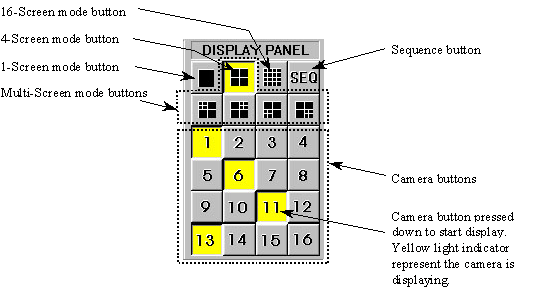 16-Screen mode button
4-Screen mode button
1-Screen mode button
Multi-Screen mode buttons
DISPLAY PANEL
SEQ
1 2 3 4
5 6 7 8
9 10 11 12
13 14 15 16
Sequence button
Camera buttons
Camera button pressed
down to start display.
Yellow light indicator
represent the camera is
displaying.